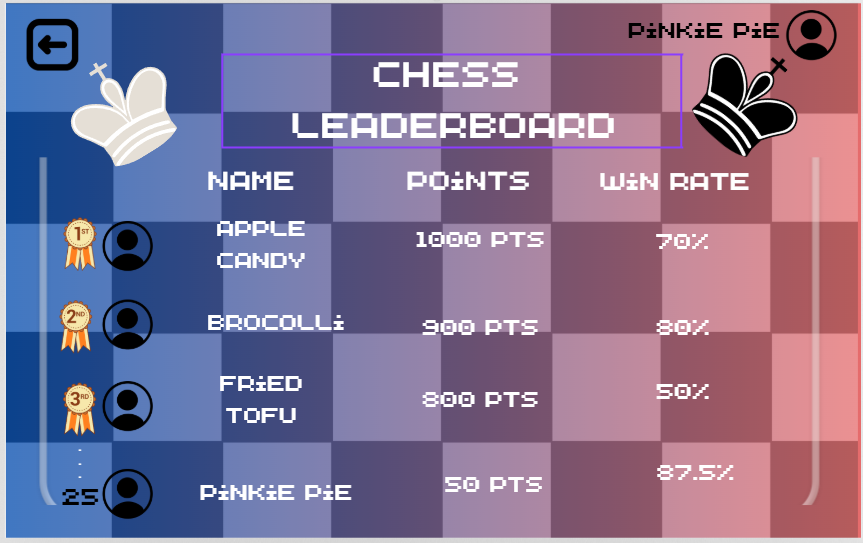 PiNKiE PiE
CHESS
LEADERBOARD
NAME POiNTS WiN RATE
1ST APPLE CANDY 1000 PTS 70%
2ND BROCOLLi 900 PTS 80%
3RD FRiED TOFU 800 PTS 50%
25 PiNKiE PiE 50 PTS 87.5%